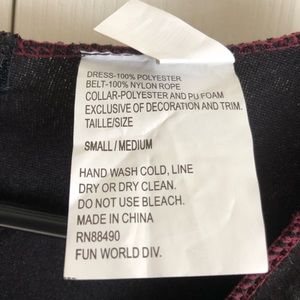 DRESS-100% POLYESTER
BELT-100% NYLON ROPE
COLLAR-POLYESTER AND PU FOAM
EXCLUSIVE OF DECORATION AND TRIM.
TAILLE/SIZE
SMALL/MEDIUM
HAND WASH COLD, LINE
DRY OR DRY CLEAN.
DO NOT USE BLEACH.
MADE IN CHINA
RN88490
FUN WORLD DIV.